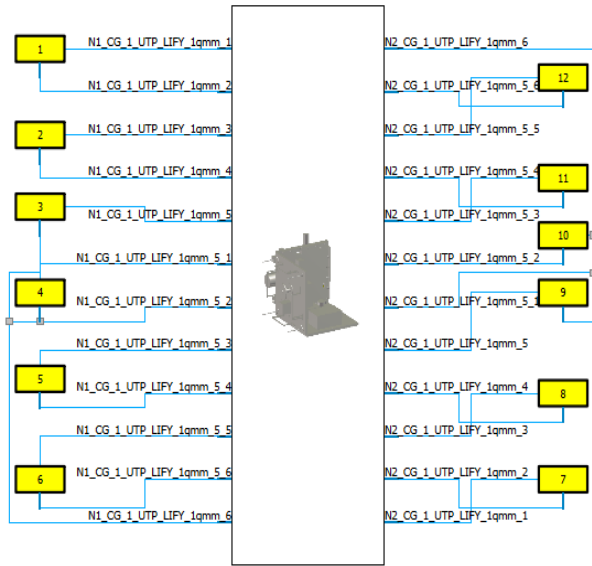 1
N1_CG_1_UTP_LIFY_1qmm_1
N1_CG_1_UTP_LIFY_1qmm_2
2
N1_CG_1_UTP_LIFY_1qmm_3
N1_CG_1_UTP_LIFY_1qmm_4
3
N1_CG_1_UTP_LIFY_1qmm_5
N1_CG_1_UTP_LIFY_1qmm_5_1
4
N1_CG_1_UTP_LIFY_1qmm_5_2
N1_CG_1_UTP_LIFY_1qmm_5_3
5
N1_CG_1_UTP_LIFY_1qmm_5_4
N1_CG_1_UTP_LIFY_1qmm_5_5
6
N1_CG_1_UTP_LIFY_1qmm_5_6
N1_CG_1_UTP_LIFY_1qmm_6
N2_CG_1_UTP_LIFY_1qmm_6
12
N2_CG_1_UTP_LIFY_1qmm_5_6
N2_CG_1_UTP_LIFY_1qmm_5_5
11
N2_CG_1_UTP_LIFY_1qmm_5_4
N2_CG_1_UTP_LIFY_1qmm_5_3
10
N2_CG_1_UTP_LIFY_1qmm_5_2
9
N2_CG_1_UTP_LIFY_1qmm_5_1
N2_CG_1_UTP_LIFY_1qmm_5
8
N2_CG_1_UTP_LIFY_1qmm_4
N2_CG_1_UTP_LIFY_1qmm_3
7
N2_CG_1_UTP_LIFY_1qmm_2
N2_CG_1_UTP_LIFY_1qmm_1